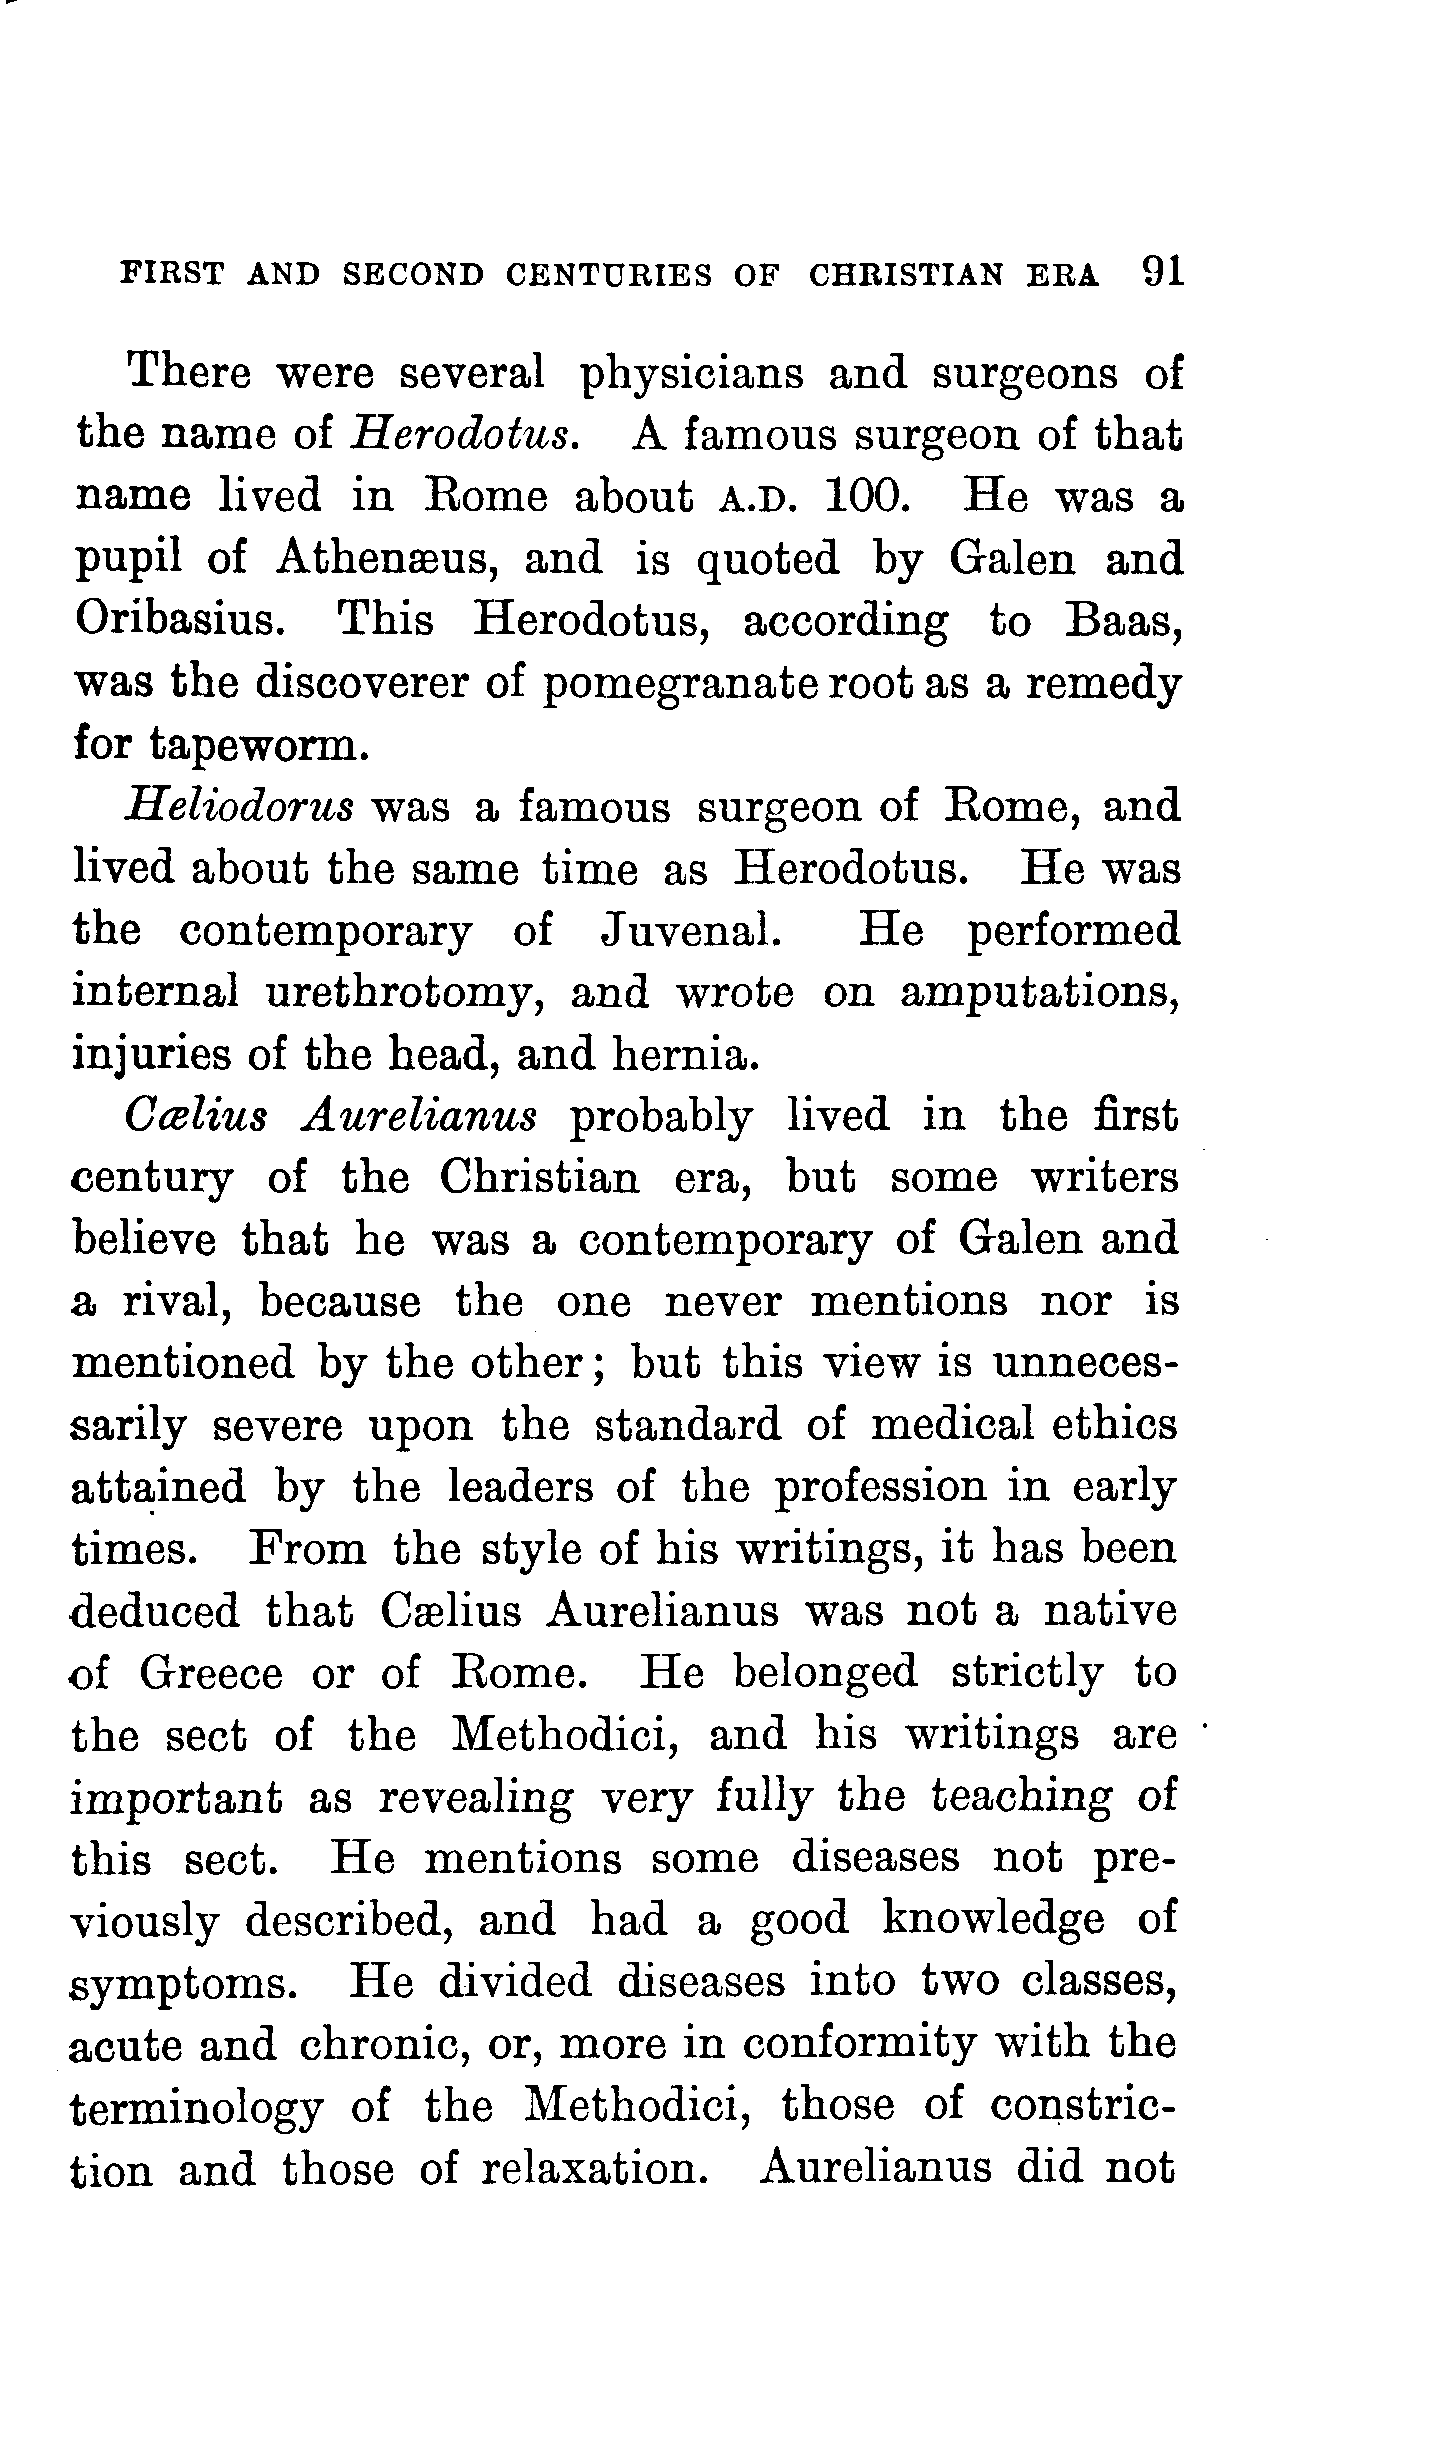 FIRST AND SECOND CENTURIES OF CHRISTIAN ERA 91
There were several physicians and surgeons of
the name of Herodotus. A famous surgeon of that
name lived in Rome about A.D. 100. He was a
pupil of Athenæus, and is quoted by Galen and
Oribasius. This Herodotus, according to Baas,
was the discoverer of pomegranate root as a remedy
for tapeworm.
Heliodorus was a famous surgeon of Rome, and
lived about the same time as Herodotus. He was
the contemporary of Juvenal. He performed
internal urethrotomy, and wrote on amputations,
injuries of the head, and hernia.
Cœlius Aurelianus probably lived in the first
century of the Christian era, but some writers
believe that he was a contemporary of Galen and
a rival, because the one never mentions nor is
mentioned by the other; but this view is unneces-
sarily severe upon the standard of medical ethics
attained by the leaders of the profession in early
times. From the style of his writings, it has been
deduced that Cælius Aurelianus was not a native
of Greece or of Rome. He belonged strictly to
the sect of the Methodici, and his writings are
important as revealing very fully the teaching of
this sect. He mentions some diseases not pre-
viously described, and had a good knowledge of
symptoms. He divided diseases into two classes,
acute and chronic, or, more in conformity with the
terminology of the Methodici, those of constric-
tion and those of relaxation. Aurelianus did not